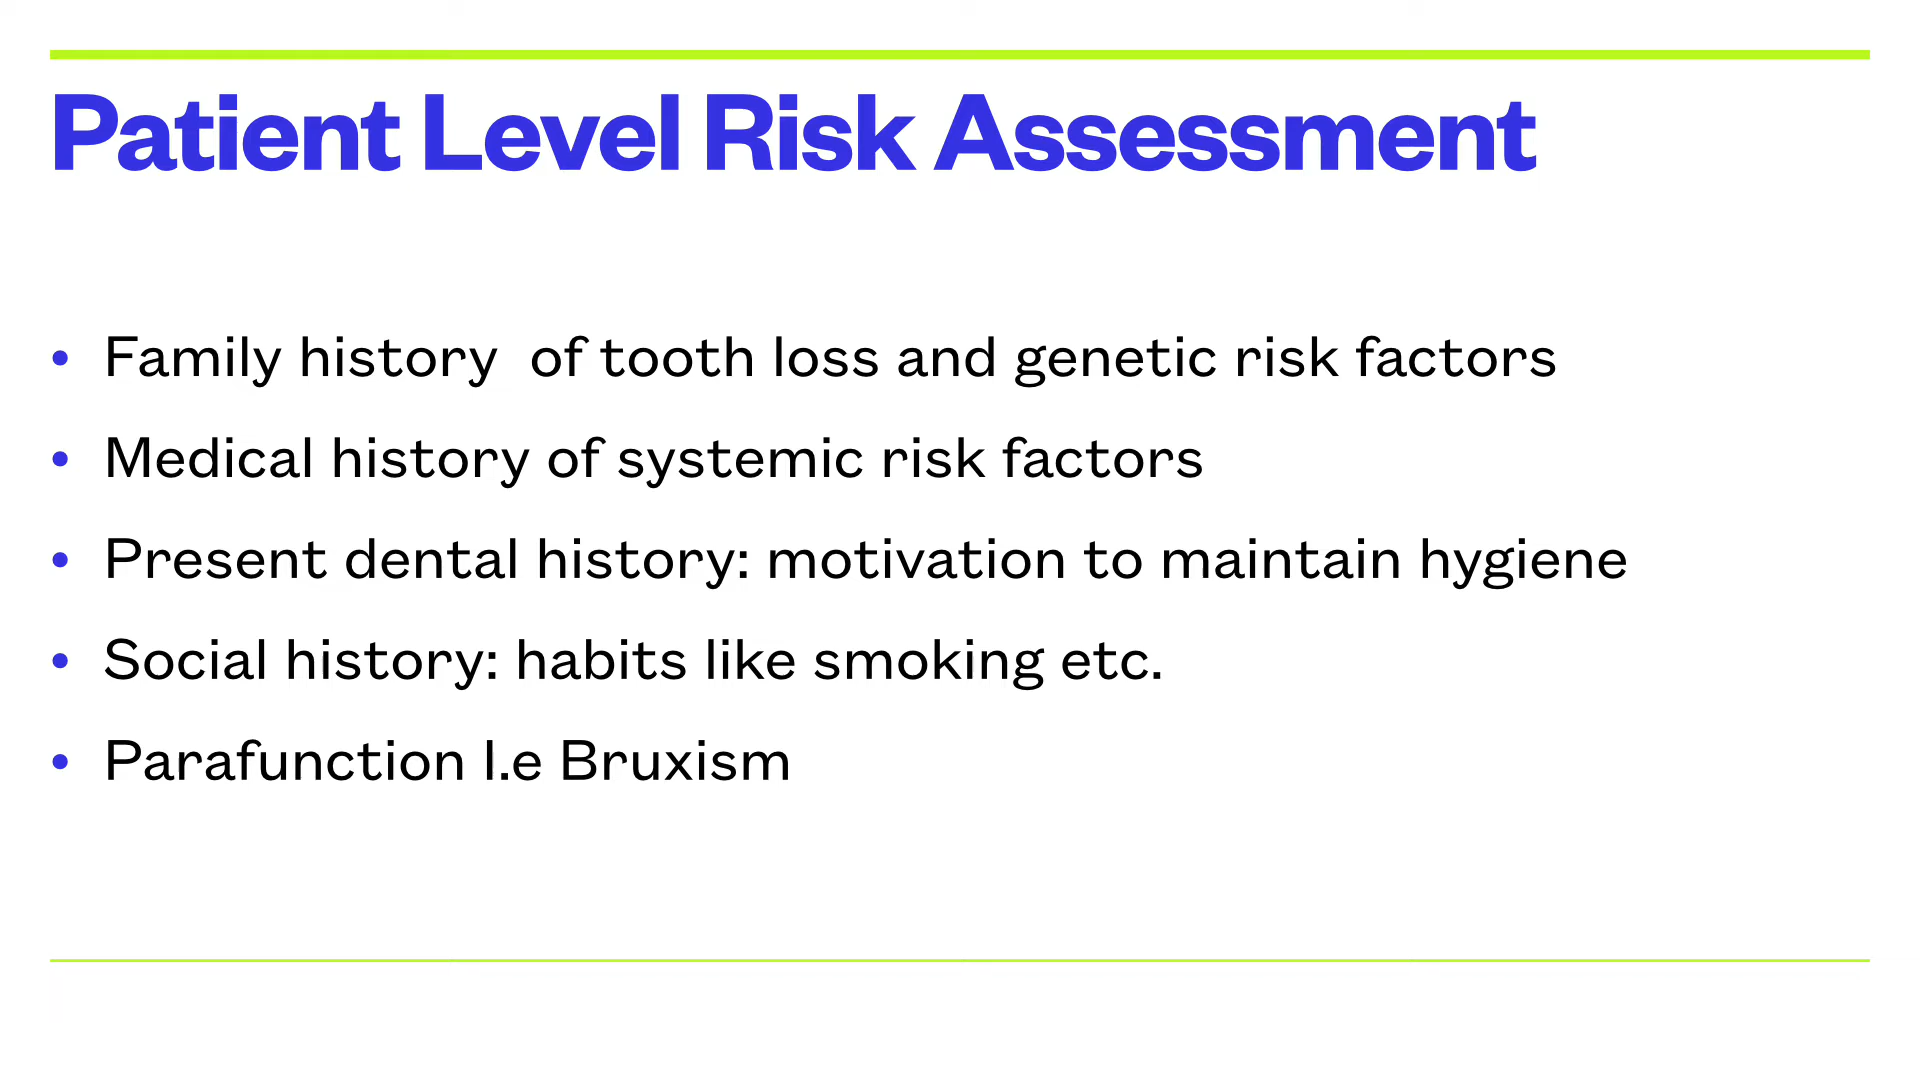 Patient Level Risk Assessment
• Family history  of tooth loss and genetic risk factors
• Medical history of systemic risk factors
• Present dental history: motivation to maintain hygiene
• Social history: habits like smoking etc.
• Parafunction I.e Bruxism